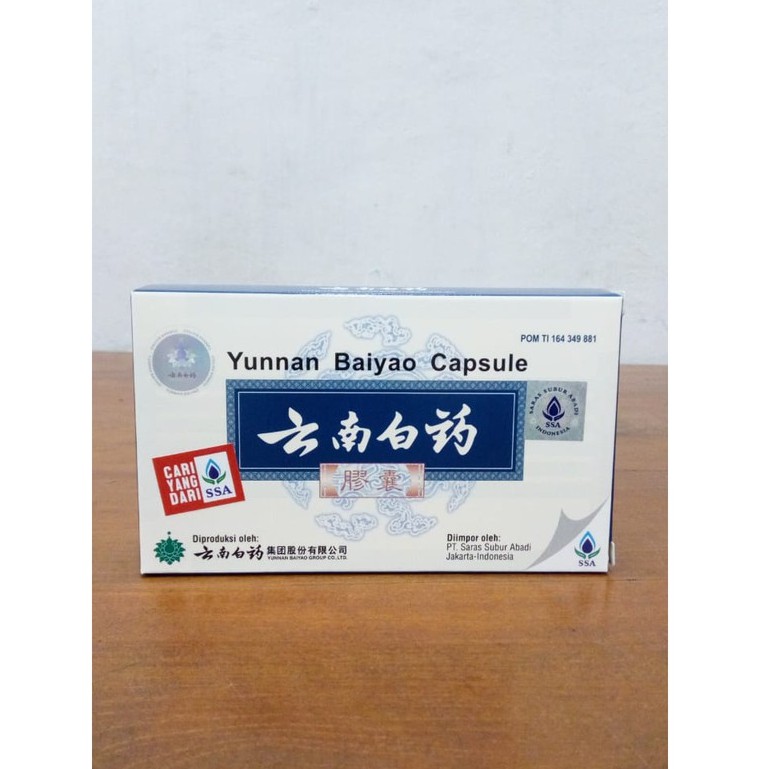 POM TI 164 349 881
Yunnan Baiyao Capsule
云南白药
膠囊
SARAS SUBUR ABADI
SSA
INDONESIA
CARI
YANG
DARI
SSA
Diproduksi oleh:
云南白药集团股份有限公司
YUNNAN BAIYAO GROUP CO.,LTD.
Diimpor oleh:
PT. Saras Subur Abadi
Jakarta-Indonesia
SSA